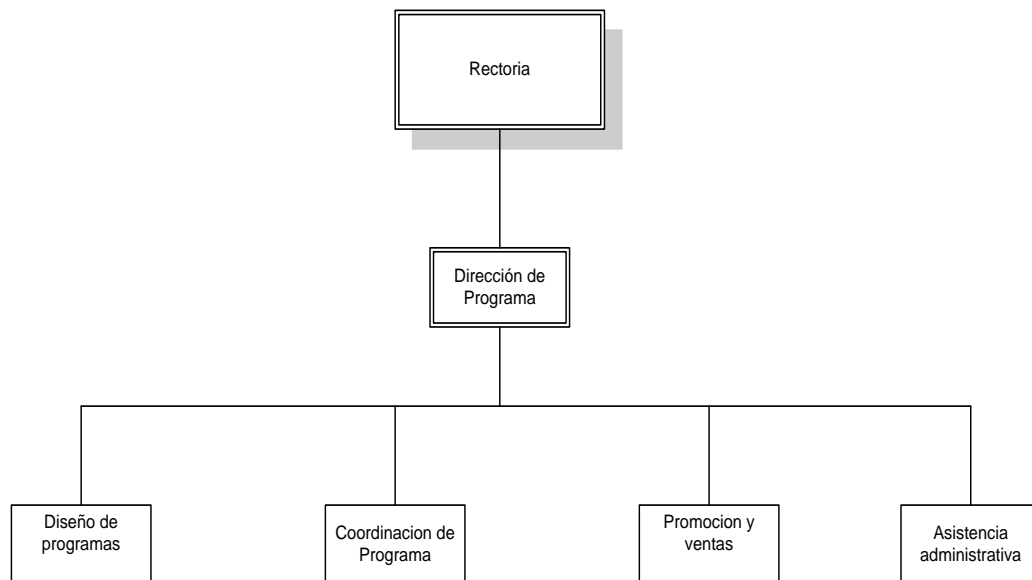 Rectoria
Dirección de
Programa
Diseño de
programas
Coordinacion de
Programa
Promocion y
ventas
Asistencia
administrativa